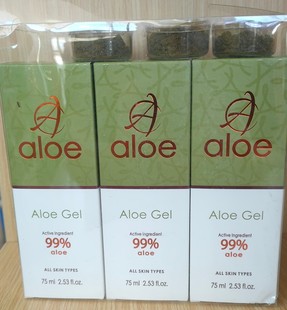 A
aloe
Aloe Gel
Active ingredient
99%
aloe
ALL SKIN TYPES
75 ml 2.53 fl.oz.
A
aloe
Aloe Gel
Active ingredient
99%
aloe
ALL SKIN TYPES
75 ml 2.53 fl.oz.
A
aloe
Aloe Gel
Active ingredient
99%
aloe
ALL SKIN TYPES
75 ml 2.53 fl.oz.